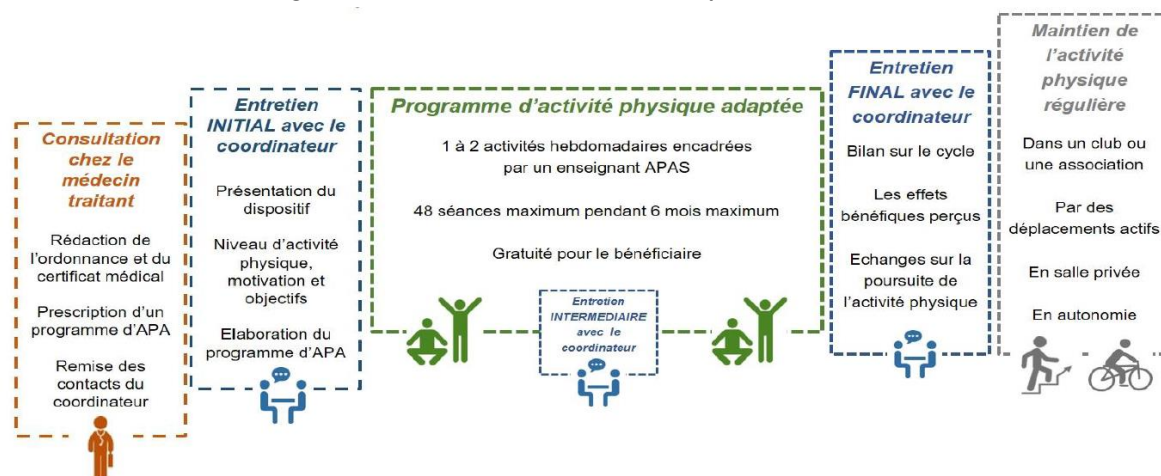 Consultation
chez le
médecin
traitant
Rédaction de
l'ordonnance et du
certificat médical
Prescription d'un
programme d'APA
Remise des
contacts du
coordinateur
Entretien
INITIAL avec le
coordinateur
Présentation du
dispositif
Niveau d'activité
physique,
motivation et
objectifs
Elaboration du
programme d'APA
Programme d'activité physique adaptée
1 à 2 activités hebdomadaires encadrées
par un enseignant APAS
48 séances maximum pendant 6 mois maximum
Gratuité pour le bénéficiaire
Entretien
INTERMEDIAIRE
avec le
coordinateur
Entretien
FINAL avec le
coordinateur
Bilan sur le cycle
Les effets
bénéfiques perçus
Echanges sur la
poursuite de
l'activité physique
Maintien de
l'activité
physique
régulière
Dans un club ou
une association
Par des
déplacements actifs
En salle privée
En autonomie